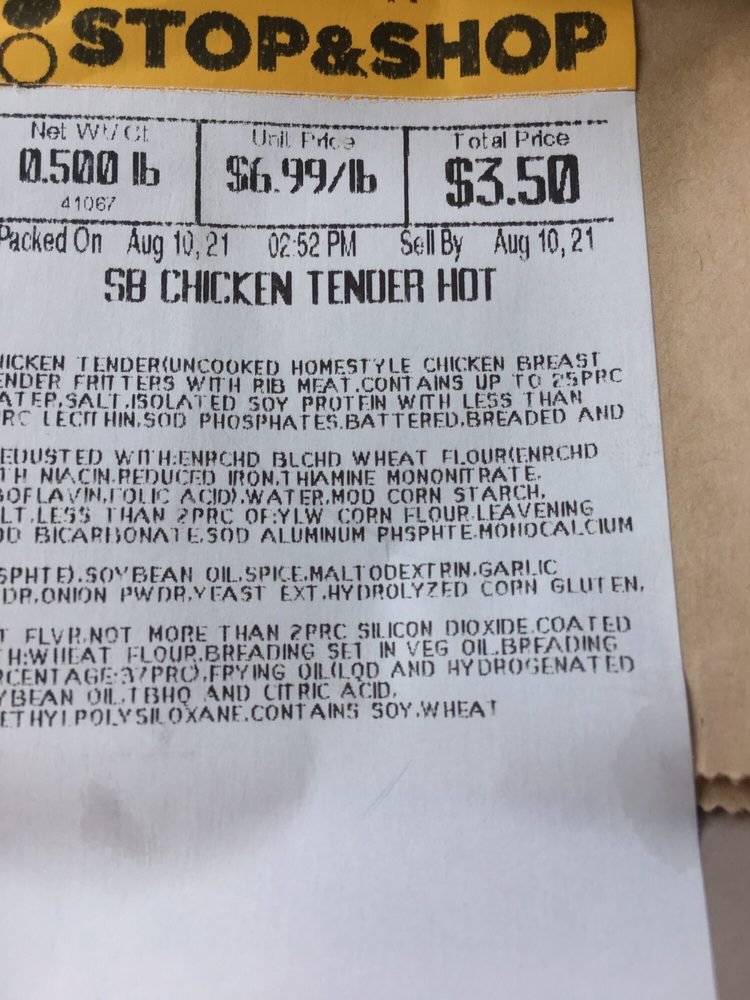 STOP&SHOP
Net Wt/Ct Unit Price Total Price
0.500 lb $6.99/lb $3.50
41067
Packed On Aug 10, 21 02:52 PM Sell By Aug 10, 21
SB CHICKEN TENDER HOT
HICKEN TENDER(UNCOOKED HOMESTYLE CHICKEN BREAST
ENDER FRITTERS WITH RIB MEAT.CONTAINS UP TO 25PRC
ATER,SALT,ISOLATED SOY PROTEIN WITH LESS THAN
RC LECITHIN,SOD PHOSPHATES.BATTERED,BREADED AND
EDUSTED WITH:ENRCHD BLCHD WHEAT FLOUR(ENRCHD
TH NIACIN,REDUCED IRON,THIAMINE MONONITRATE,
BOFLAVIN,FOLIC ACID),WATER,MOD CORN STARCH,
LT,LESS THAN 2PRC OF:YLW CORN FLOUR,LEAVENING
OD BICARBONATE,SOD ALUMINUM PHSPHTE,MONOCALCIUM
SPHTE),SOYBEAN OIL,SPICE,MALTODEXTRIN,GARLIC
DR,ONION PWDR,YEAST EXT,HYDROLYZED CORN GLUTEN,
T FLVR,NOT MORE THAN 2PRC SILICON DIOXIDE.COATED
H:WHEAT FLOUR.BREADING SET IN VEG OIL.BREADING
RCENTAGE:37PRC),FRYING OIL(LQD AND HYDROGENATED
YBEAN OIL,TBHQ AND CITRIC ACID,
ETHYLPOLYSILOXANE.CONTAINS SOY,WHEAT